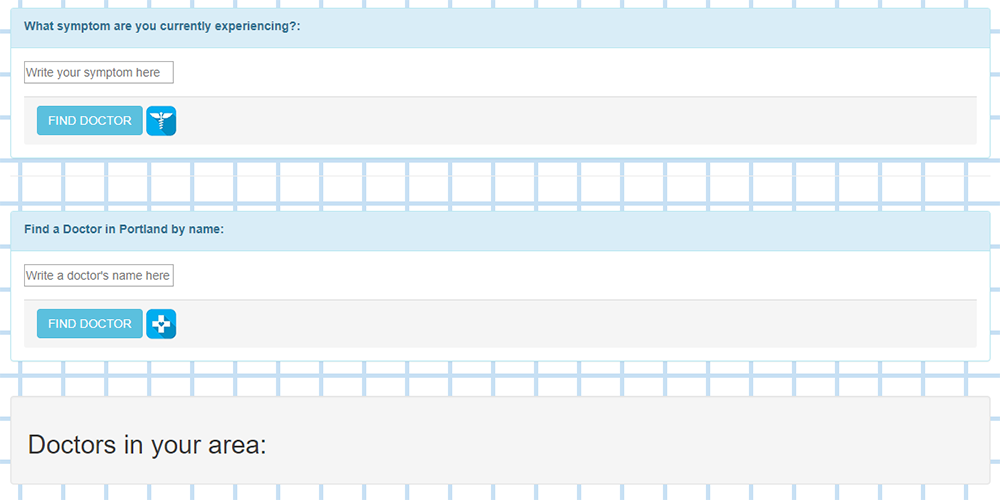 What symptom are you currently experiencing?:
Write your symptom here
FIND DOCTOR
Find a Doctor in Portland by name:
Write a doctor's name here
FIND DOCTOR
Doctors in your area: